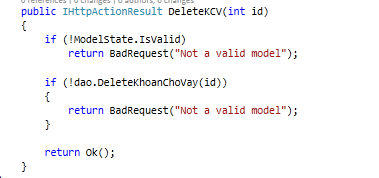 0 references | 0 changes | 0 authors, 0 changes
public IHttpActionResult DeleteKCV(int id)
{
    if (!ModelState.IsValid)
        return BadRequest("Not a valid model");

    if (!dao.DeleteKhoanChoVay(id))
    {
        return BadRequest("Not a valid model");
    }

    return Ok();
}